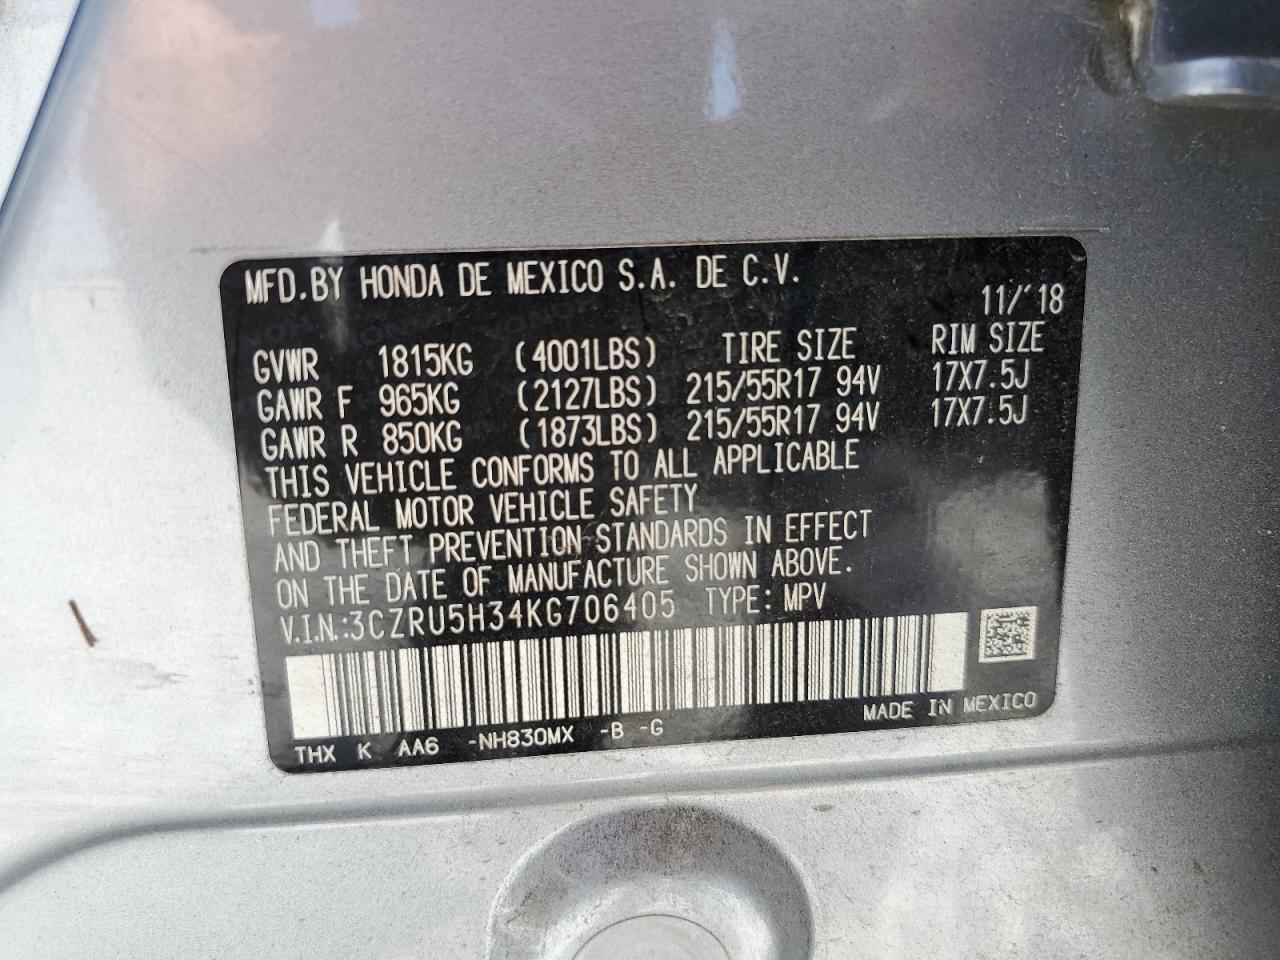 MFD.BY HONDA DE MEXICO S.A. DE C.V.
11/'18
GVWR 1815KG (4001LBS) TIRE SIZE RIM SIZE
GAWR F 965KG (2127LBS) 215/55R17 94V 17X7.5J
GAWR R 850KG (1873LBS) 215/55R17 94V 17X7.5J
THIS VEHICLE CONFORMS TO ALL APPLICABLE
FEDERAL MOTOR VEHICLE SAFETY
AND THEFT PREVENTION STANDARDS IN EFFECT
ON THE DATE OF MANUFACTURE SHOWN ABOVE.
V.I.N.:3CZRU5H34KG706405 TYPE: MPV
MADE IN MEXICO
THX K AA6 -NH830MX -B -G